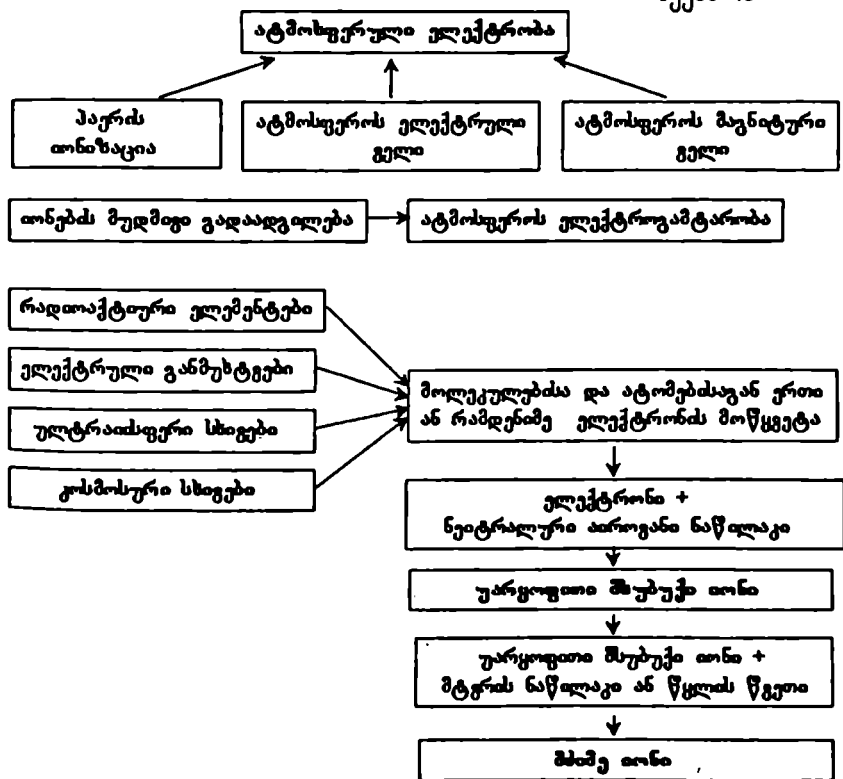 ატმოსფერული ელექტრობა
ჰაერის
იონიზაცია
ატმოსფეროს ელექტრული
ველი
ატმოსფეროს მაგნიტური
ველი
იონების მუდმივი გადაადგილება
ატმოსფეროს ელექტროგამტარობა
რადიოაქტიური ელემენტები
ელექტრული განმუხტვები
ულტრაიისფერი სხივები
კოსმოსური სხივები
მოლეკულებისა და ატომებისაგან ერთი
ან რამდენიმე ელექტრონის მოწყვეტა
ელექტრონი +
ნეიტრალური აიროვანი ნაწილაკი
უარყოფითი მსუბუქი იონი
უარყოფითი მსუბუქი იონი +
მტვრის ნაწილაკი ან წყლის წვეთი
მძიმე იონი